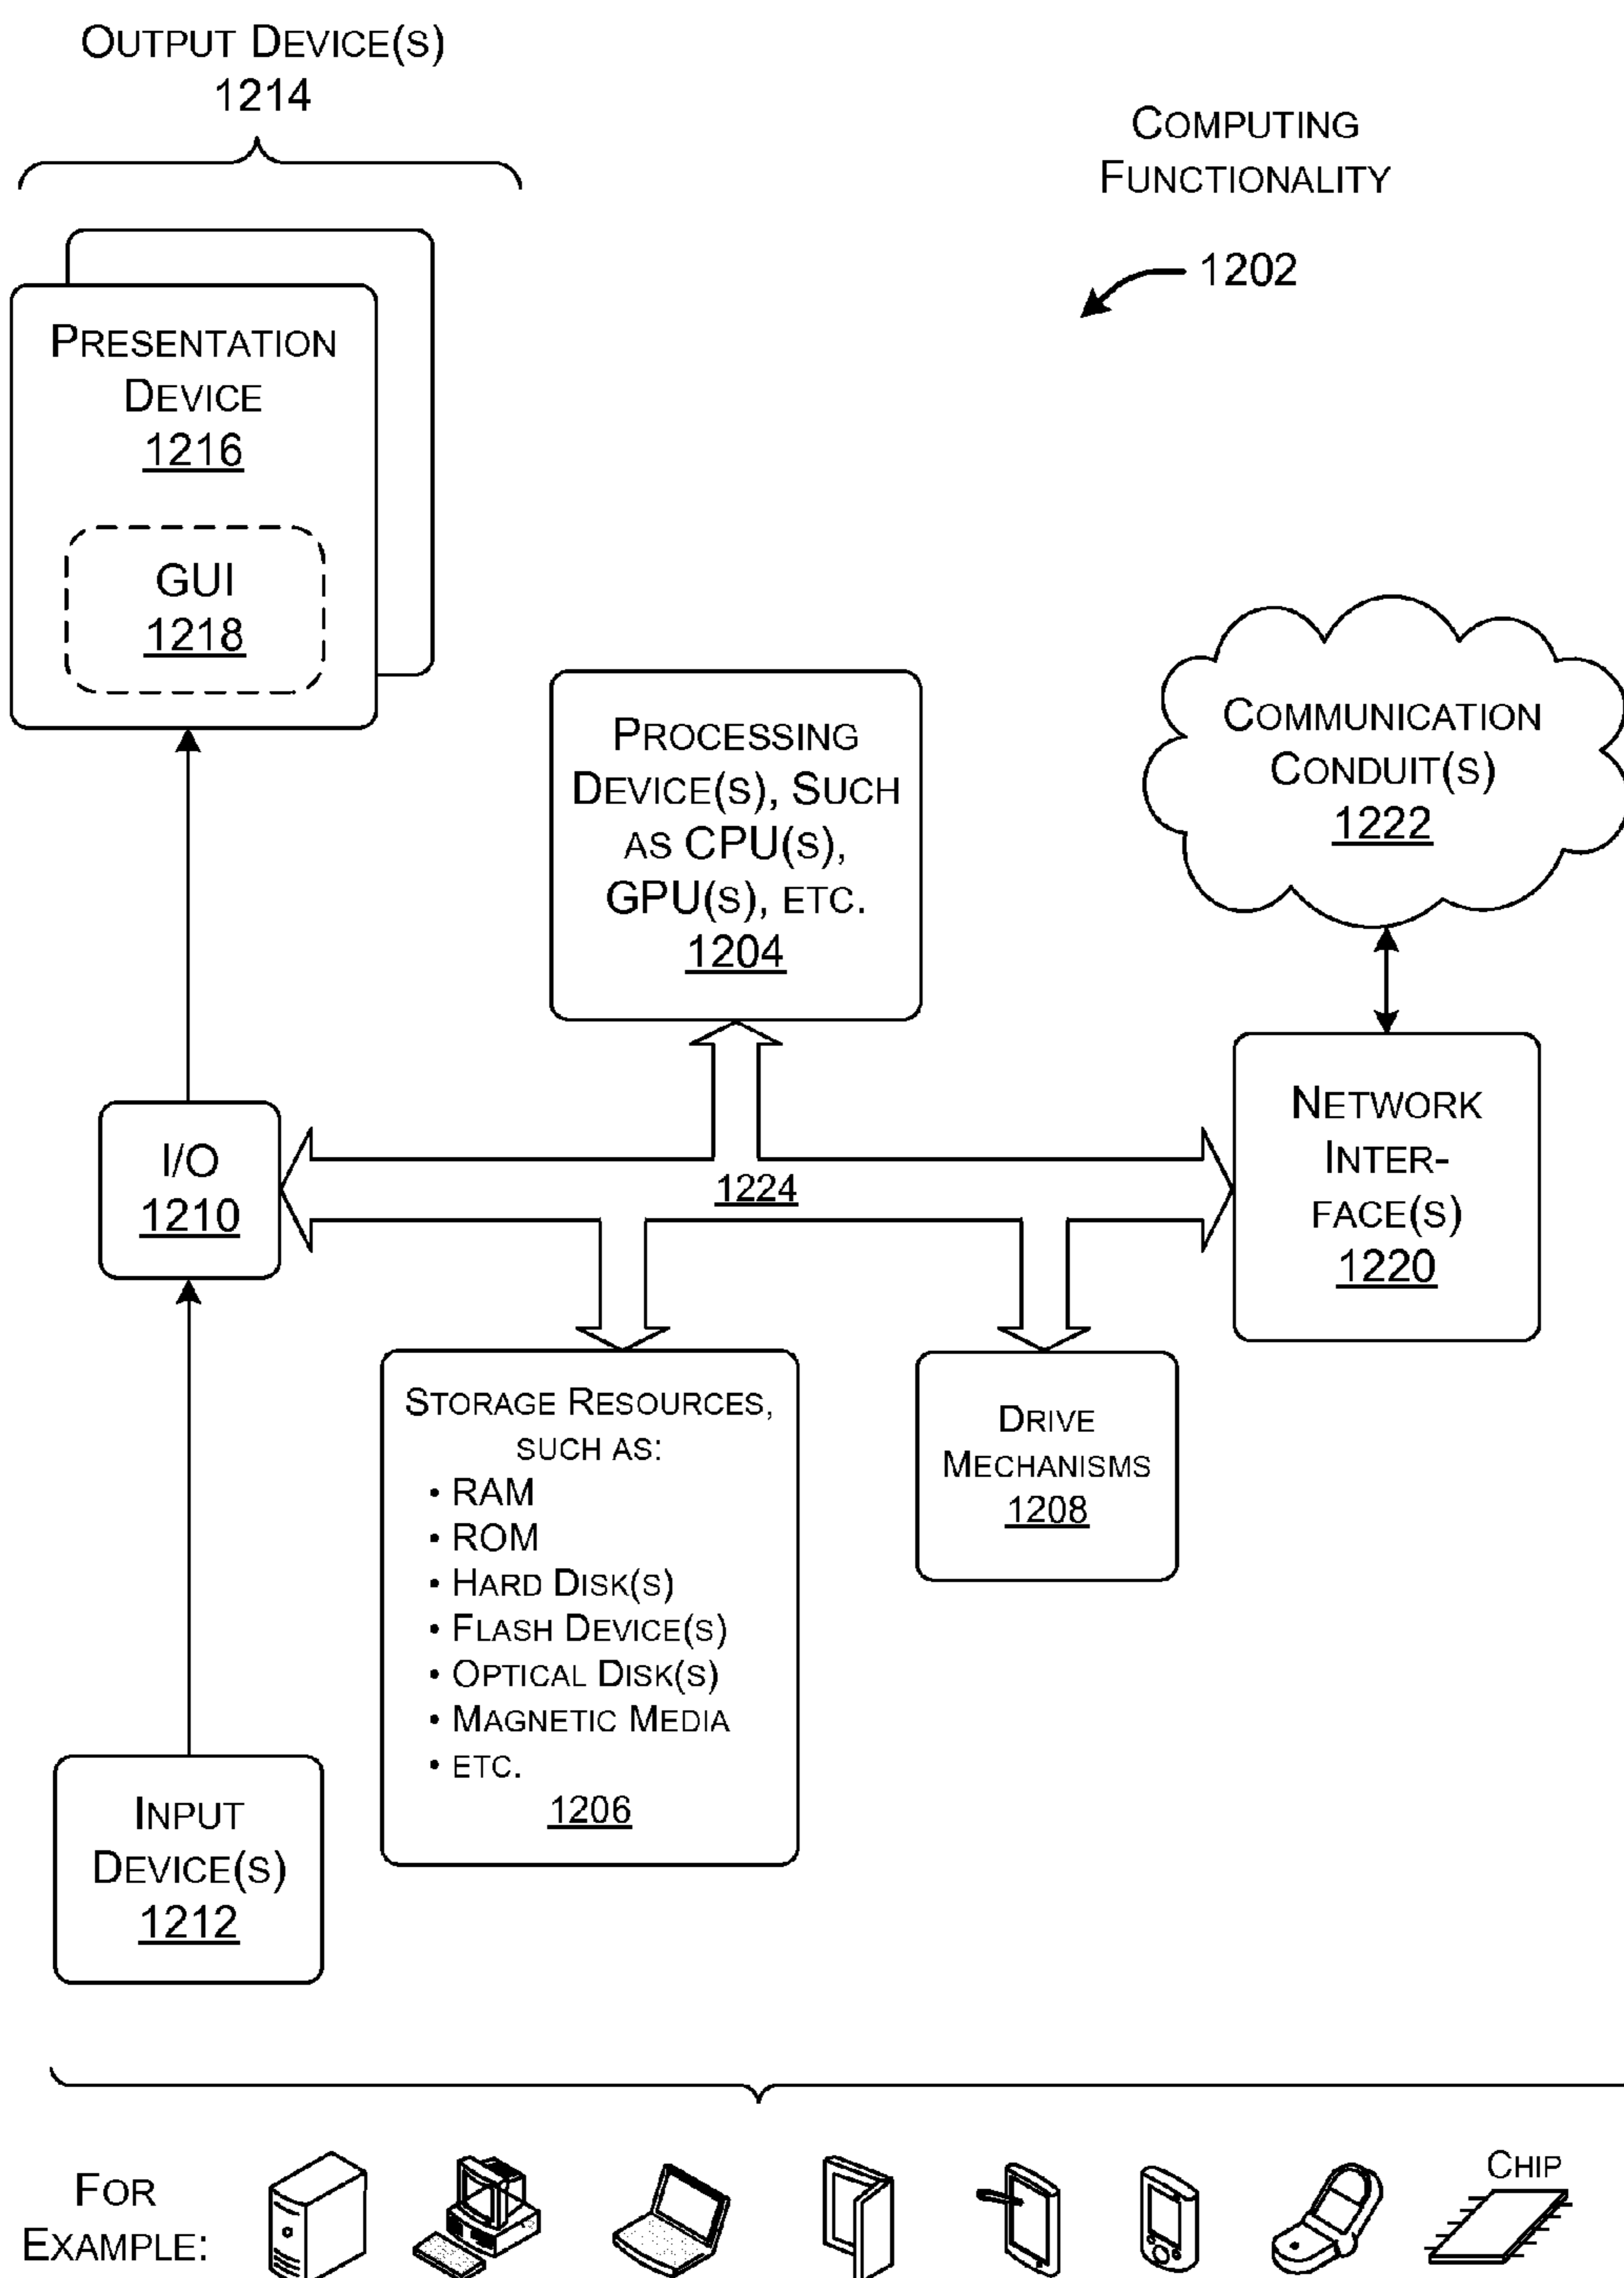 OUTPUT DEVICE(S)
1214
COMPUTING
FUNCTIONALITY
1202
PRESENTATION
DEVICE
1216
GUI
1218
PROCESSING
DEVICE(S), SUCH
AS CPU(S),
GPU(S), ETC.
1204
COMMUNICATION
CONDUIT(S)
1222
NETWORK
INTER-
FACE(S)
1220
I/O
1210
1224
STORAGE RESOURCES,
SUCH AS:
• RAM
• ROM
• HARD DISK(S)
• FLASH DEVICE(S)
• OPTICAL DISK(S)
• MAGNETIC MEDIA
• ETC.
1206
DRIVE
MECHANISMS
1208
INPUT
DEVICE(S)
1212
FOR
EXAMPLE:
CHIP